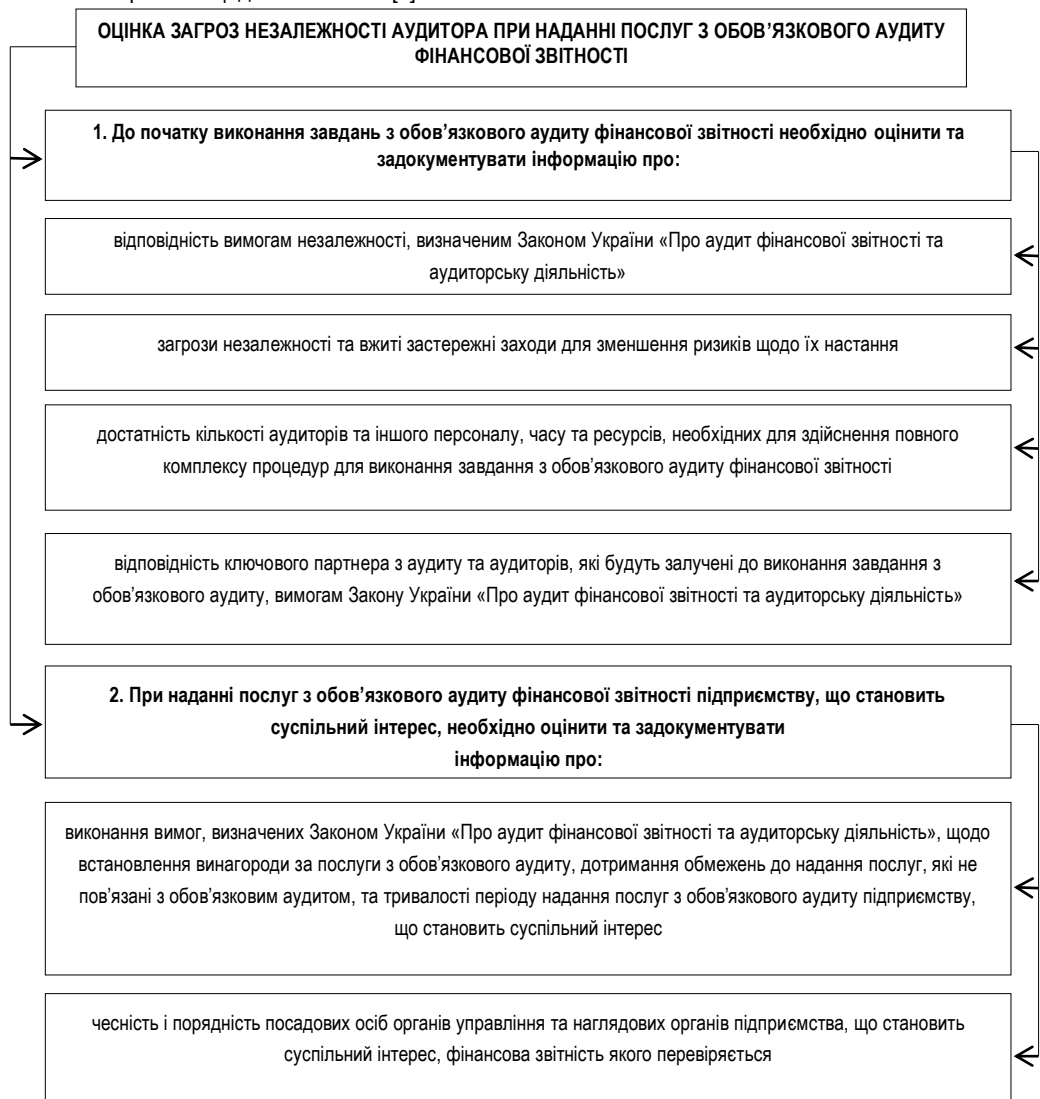 ОЦІНКА ЗАГРОЗ НЕЗАЛЕЖНОСТІ АУДИТОРА ПРИ НАДАННІ ПОСЛУГ З ОБОВ’ЯЗКОВОГО АУДИТУ
ФІНАНСОВОЇ ЗВІТНОСТІ
1. До початку виконання завдань з обов’язкового аудиту фінансової звітності необхідно оцінити та
задокументувати інформацію про:
відповідність вимогам незалежності, визначеним Законом України «Про аудит фінансової звітності та
аудиторську діяльність»
загрози незалежності та вжиті застережні заходи для зменшення ризиків щодо їх настання
достатність кількості аудиторів та іншого персоналу, часу та ресурсів, необхідних для здійснення повного
комплексу процедур для виконання завдання з обов’язкового аудиту фінансової звітності
відповідність ключового партнера з аудиту та аудиторів, які будуть залучені до виконання завдання з
обов’язкового аудиту, вимогам Закону України «Про аудит фінансової звітності та аудиторську діяльність»
2. При наданні послуг з обов’язкового аудиту фінансової звітності підприємству, що становить
суспільний інтерес, необхідно оцінити та задокументувати
інформацію про:
виконання вимог, визначених Законом України «Про аудит фінансової звітності та аудиторську діяльність», щодо
встановлення винагороди за послуги з обов’язкового аудиту, дотримання обмежень до надання послуг, які не
пов’язані з обов’язковим аудитом, та тривалості періоду надання послуг з обов’язкового аудиту підприємству,
що становить суспільний інтерес
чесність і порядність посадових осіб органів управління та наглядових органів підприємства, що становить
суспільний інтерес, фінансова звітність якого перевіряється